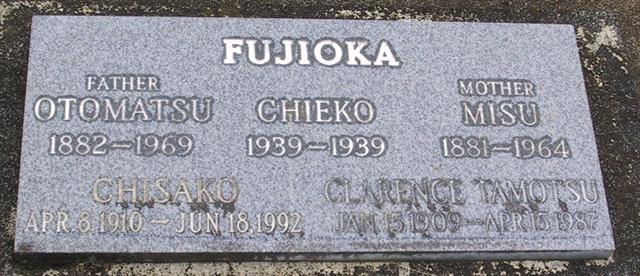 FUJIOKA
FATHER
OTOMATSU
1882-1969
CHIEKO
1939-1939
MOTHER
MISU
1881-1964
CHISAKO
APR. 8, 1910 - JUN 18, 1992
CLARENCE TAMOTSU
JAN 15 1909 - APR 15 1987